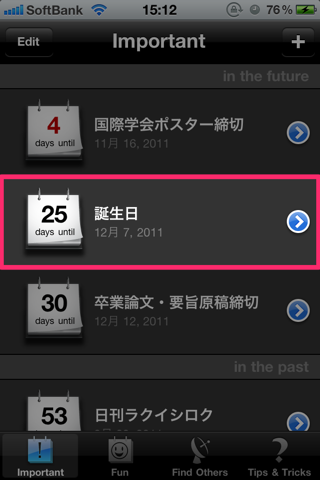 SoftBank 15:12 76%
Edit Important +
in the future
4 国際学会ポスター締切
days until 11月 16, 2011
25 誕生日
days until 12月 7, 2011
30 卒業論文・要旨原稿締切
days until 12月 12, 2011
in the past
53 日刊ラクイシロク
Important Fun Find Others Tips & Tricks